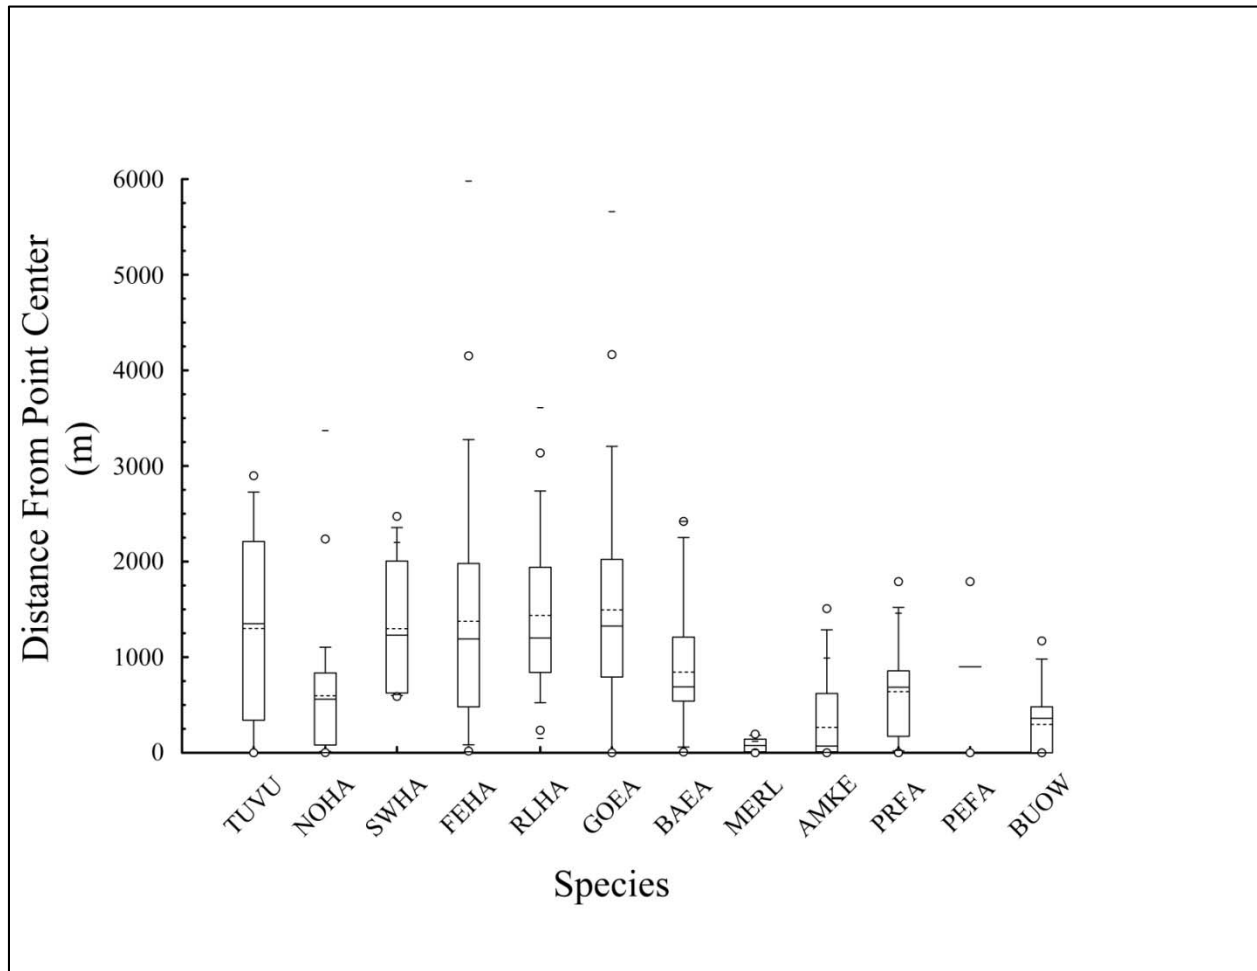 Distance From Point Center
(m)
6000
5000
4000
3000
2000
1000
0
TUVU
NOHA
SWHA
FEHA
RLHA
GOEA
BAEA
MERL
AMKE
PRFA
PEFA
BUOW
Species